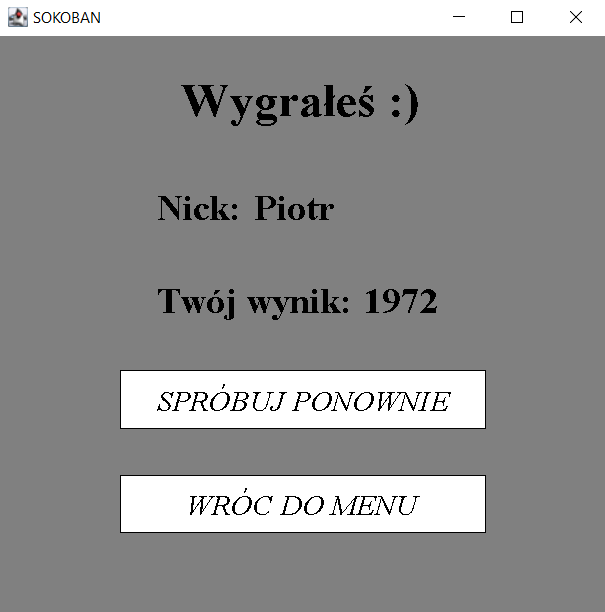 SOKOBAN
Wygrałeś :)
Nick: Piotr
Twój wynik: 1972
SPRÓBUJ PONOWNIE
WRÓC DO MENU